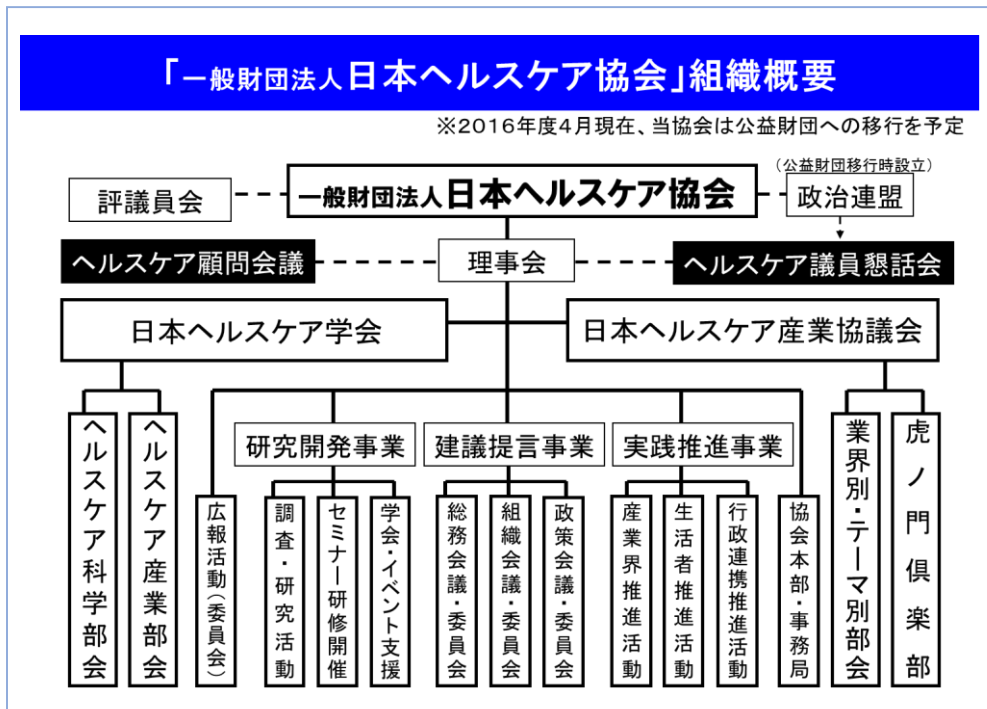 「一般財団法人日本ヘルスケア協会」組織概要
※2016年度4月現在、当協会は公益財団への移行を予定
(公益財団移行時設立)
評議員会
一般財団法人日本ヘルスケア協会
政治連盟
ヘルスケア顧問会議
理事会
ヘルスケア議員懇話会
日本ヘルスケア学会
日本ヘルスケア産業協議会
ヘルスケア科学部会
ヘルスケア産業部会
研究開発事業
建議提言事業
実践推進事業
業界別・テーマ別部会
虎ノ門倶楽部
広報活動(委員会)
調査・研究活動
セミナー研修開催
学会・イベント支援
総務会議・委員会
組織会議・委員会
政策会議・委員会
産業界推進活動
生活者推進活動
行政連携推進活動
協会本部・事務局